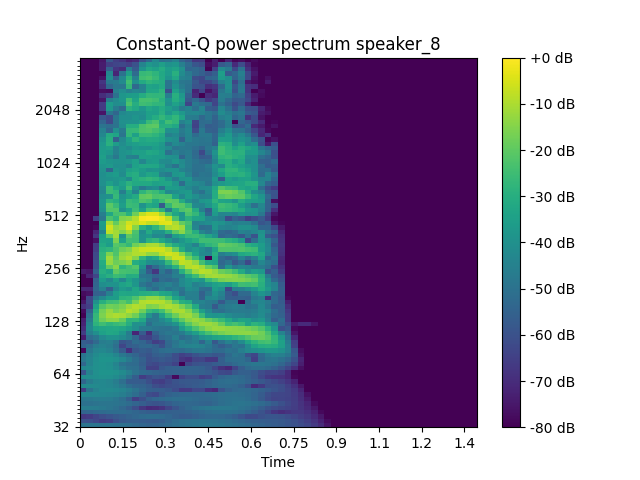 Constant-Q power spectrum speaker_8
+0 dB
-10 dB
-20 dB
-30 dB
-40 dB
-50 dB
-60 dB
-70 dB
-80 dB
2048
1024
512
256
128
64
32
Hz
0 0.15 0.3 0.45 0.6 0.75 0.9 1.1 1.2 1.4
Time